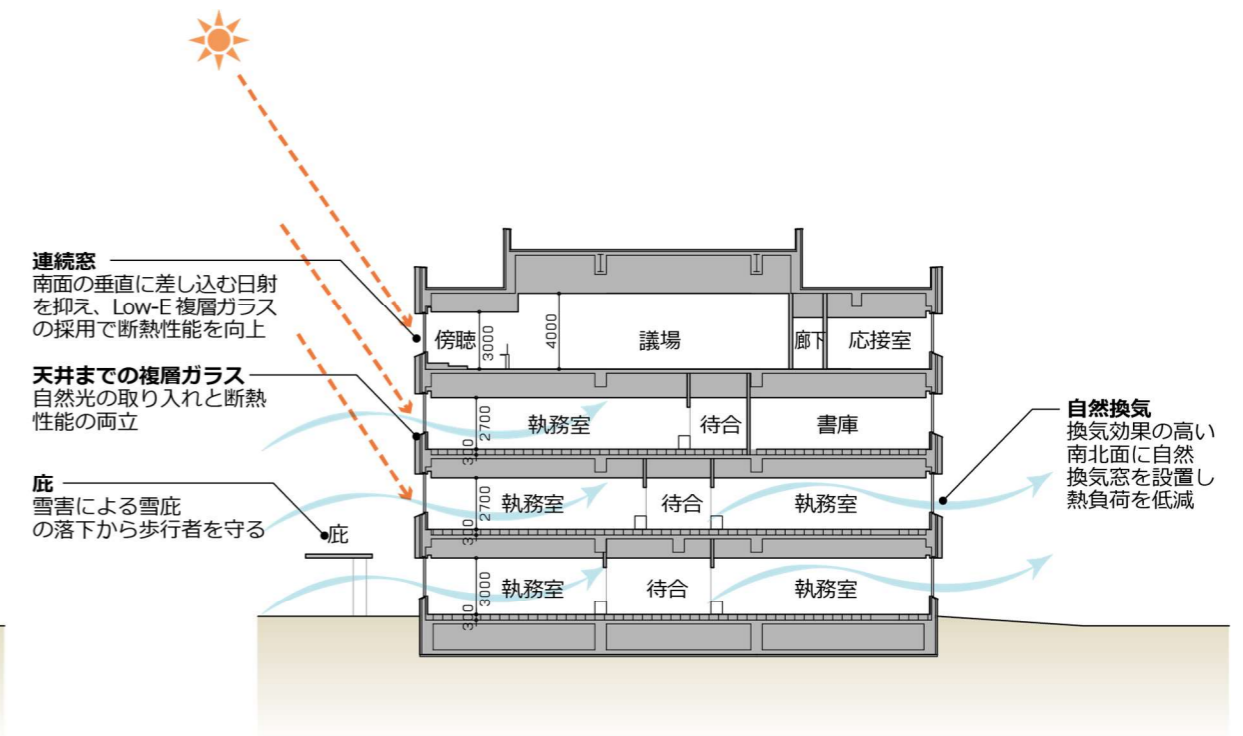 連続窓
南面の垂直に差し込む日射
を抑え、Low-E 複層ガラス
の採用で断熱性能を向上
天井までの複層ガラス
自然光の取り入れと断熱
性能の両立
庇
雪害による雪庇
の落下から歩行者を守る
庇
傍聴
3000
4000
議場
廊下
応接室
2700
300
執務室
待合
書庫
2700
300
執務室
待合
執務室
3000
300
執務室
待合
執務室
自然換気
換気効果の高い
南北面に自然
換気窓を設置し
熱負荷を低減